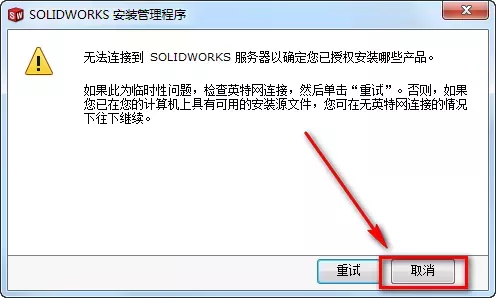 SOLIDWORKS 安装管理程序
无法连接到 SOLIDWORKS 服务器以确定您已授权安装哪些产品。
如果此为临时性问题，检查英特网连接，然后单击“重试”。否则，如果
您已在您的计算机上具有可用的安装源文件，您可在无英特网连接的情况
下往下继续。
重试 取消